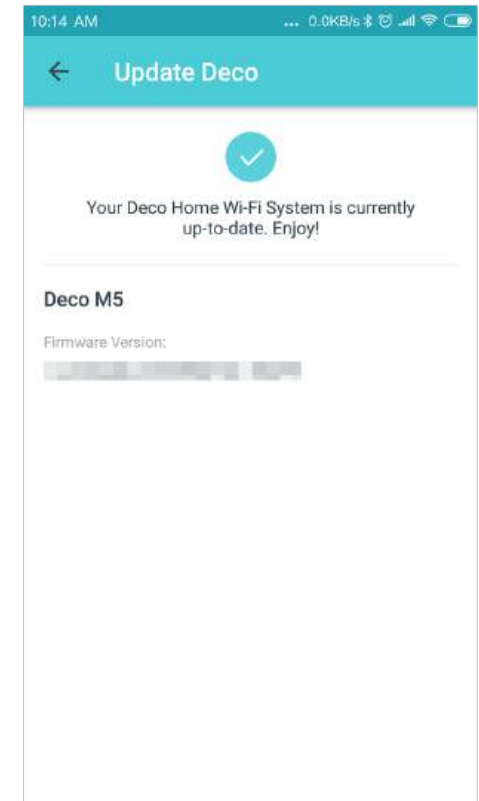 10:14 AM ... 0.0KB/s
Update Deco
Your Deco Home Wi-Fi System is currently
up-to-date. Enjoy!
Deco M5
Firmware Version: